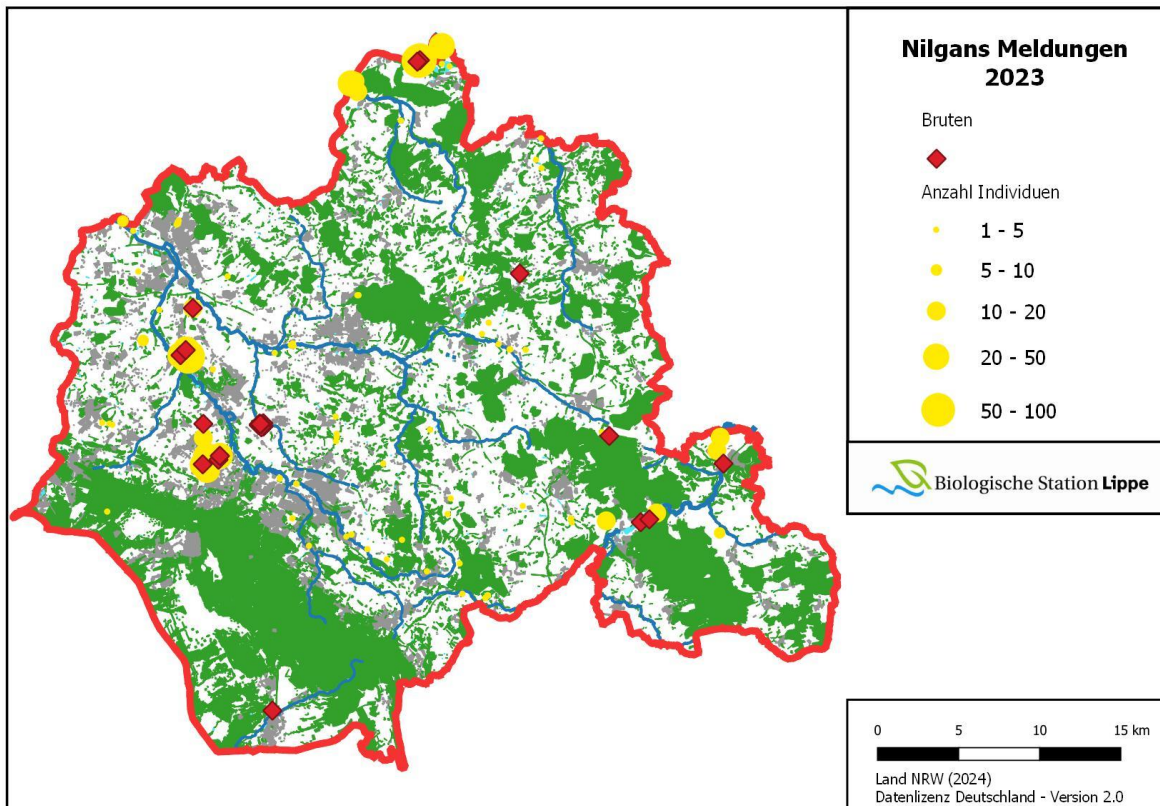 Nilgans Meldungen
2023
Bruten
Anzahl Individuen
1 - 5
5 - 10
10 - 20
20 - 50
50 - 100
Biologische Station Lippe
0 5 10 15 km
Land NRW (2024)
Datenlizenz Deutschland - Version 2.0